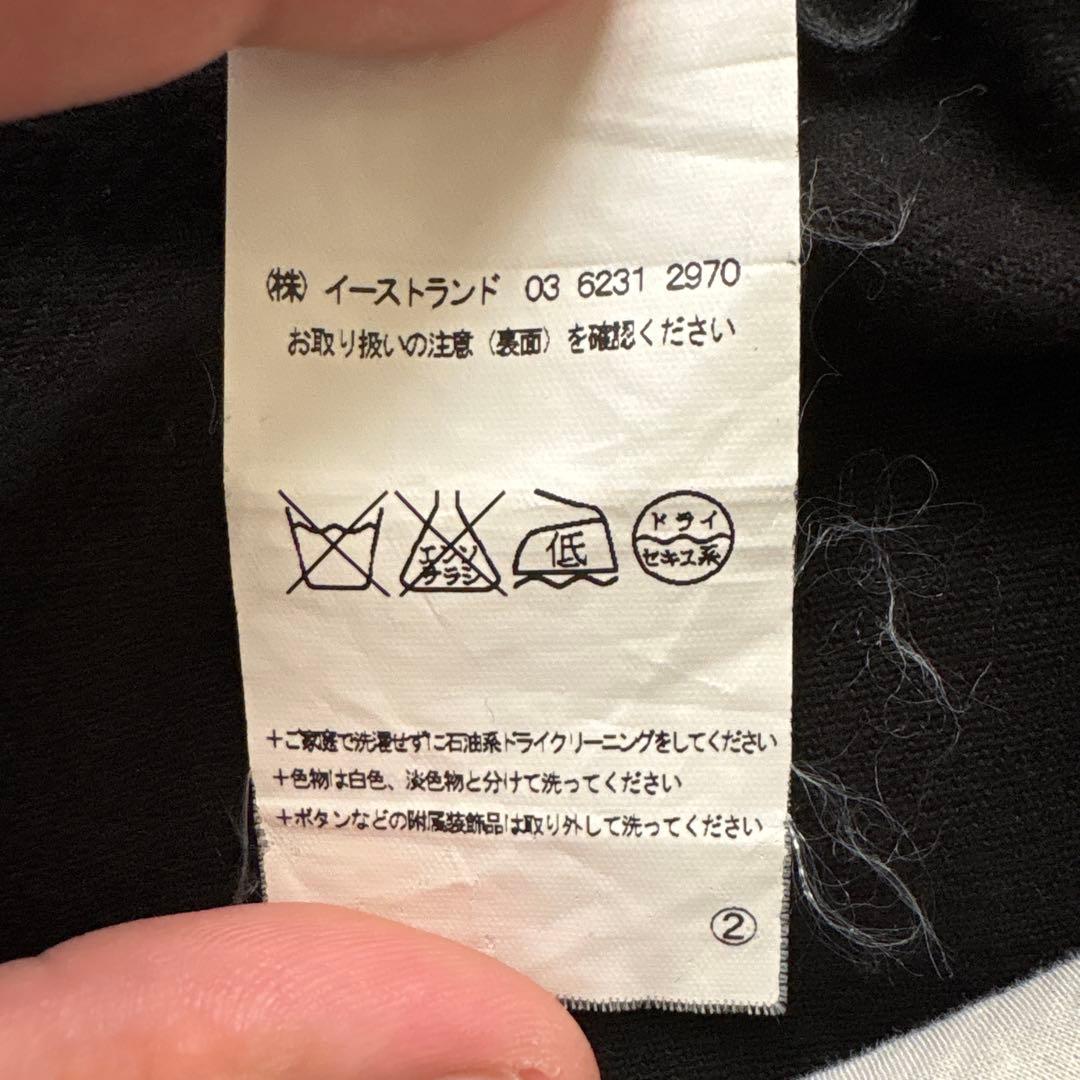 (株) イーストランド 03 6231 2970
お取り扱いの注意(裏面)を確認ください
エンソ
サラシ
低
ドライ
セキユ系
+ご家庭で洗濯せずに石油系ドライクリーニングをしてください
+色物は白色、淡色物と分けて洗ってください
+ボタンなどの附属装飾品は取り外して洗ってください
②